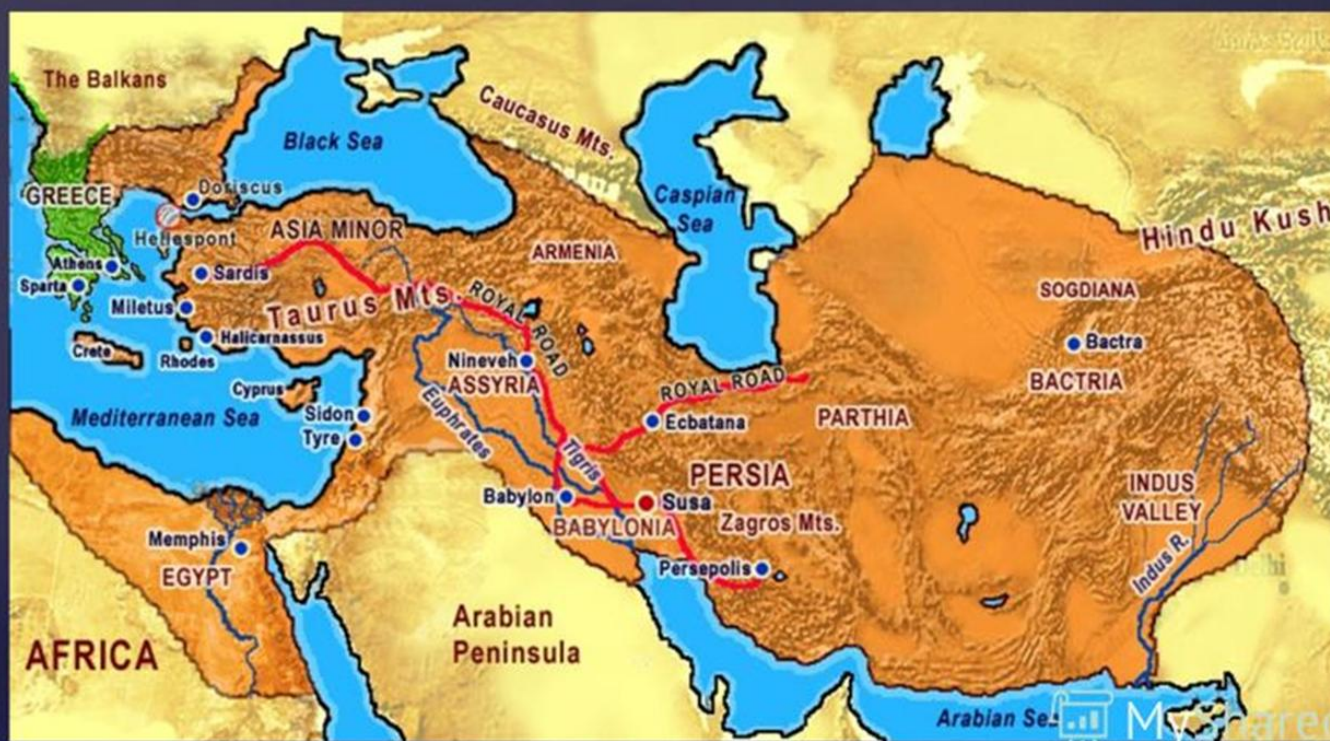 The Balkans
Black Sea
Caucasus Mts.
Caspian
Sea
GREECE
Doriscus
Hellespont
ASIA MINOR
ARMENIA
Hindu Kush
Athens
Sparta
Sardis
Miletus
Taurus Mts.
Halicarnassus
Crete
Rhodes
ROYAL ROAD
SOGDIANA
Bactra
BACTRIA
Nineveh
ASSYRIA
ROYAL ROAD
Cyprus
Mediterranean Sea
Sidon
Tyre
Euphrates
Tigris
Ecbatana
PARTHIA
PERSIA
Babylon
Susa
BABYLONIA
Zagros Mts.
INDUS
VALLEY
Indus R.
Delhi
Memphis
EGYPT
Persepolis
AFRICA
Arabian
Peninsula
Arabian Sea
MyShared